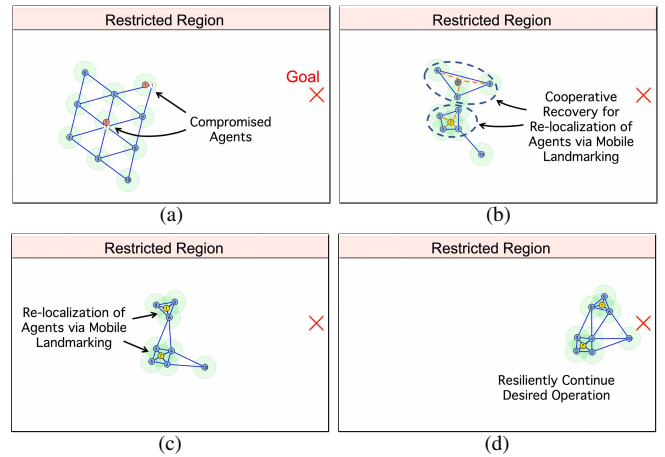 Restricted Region
Goal
Compromised
Agents
(a)
Restricted Region
Cooperative
Recovery for
Re-localization of
Agents via Mobile
Landmarking
(b)
Restricted Region
Re-localization of
Agents via Mobile
Landmarking
(c)
Restricted Region
Resiliently Continue
Desired Operation
(d)